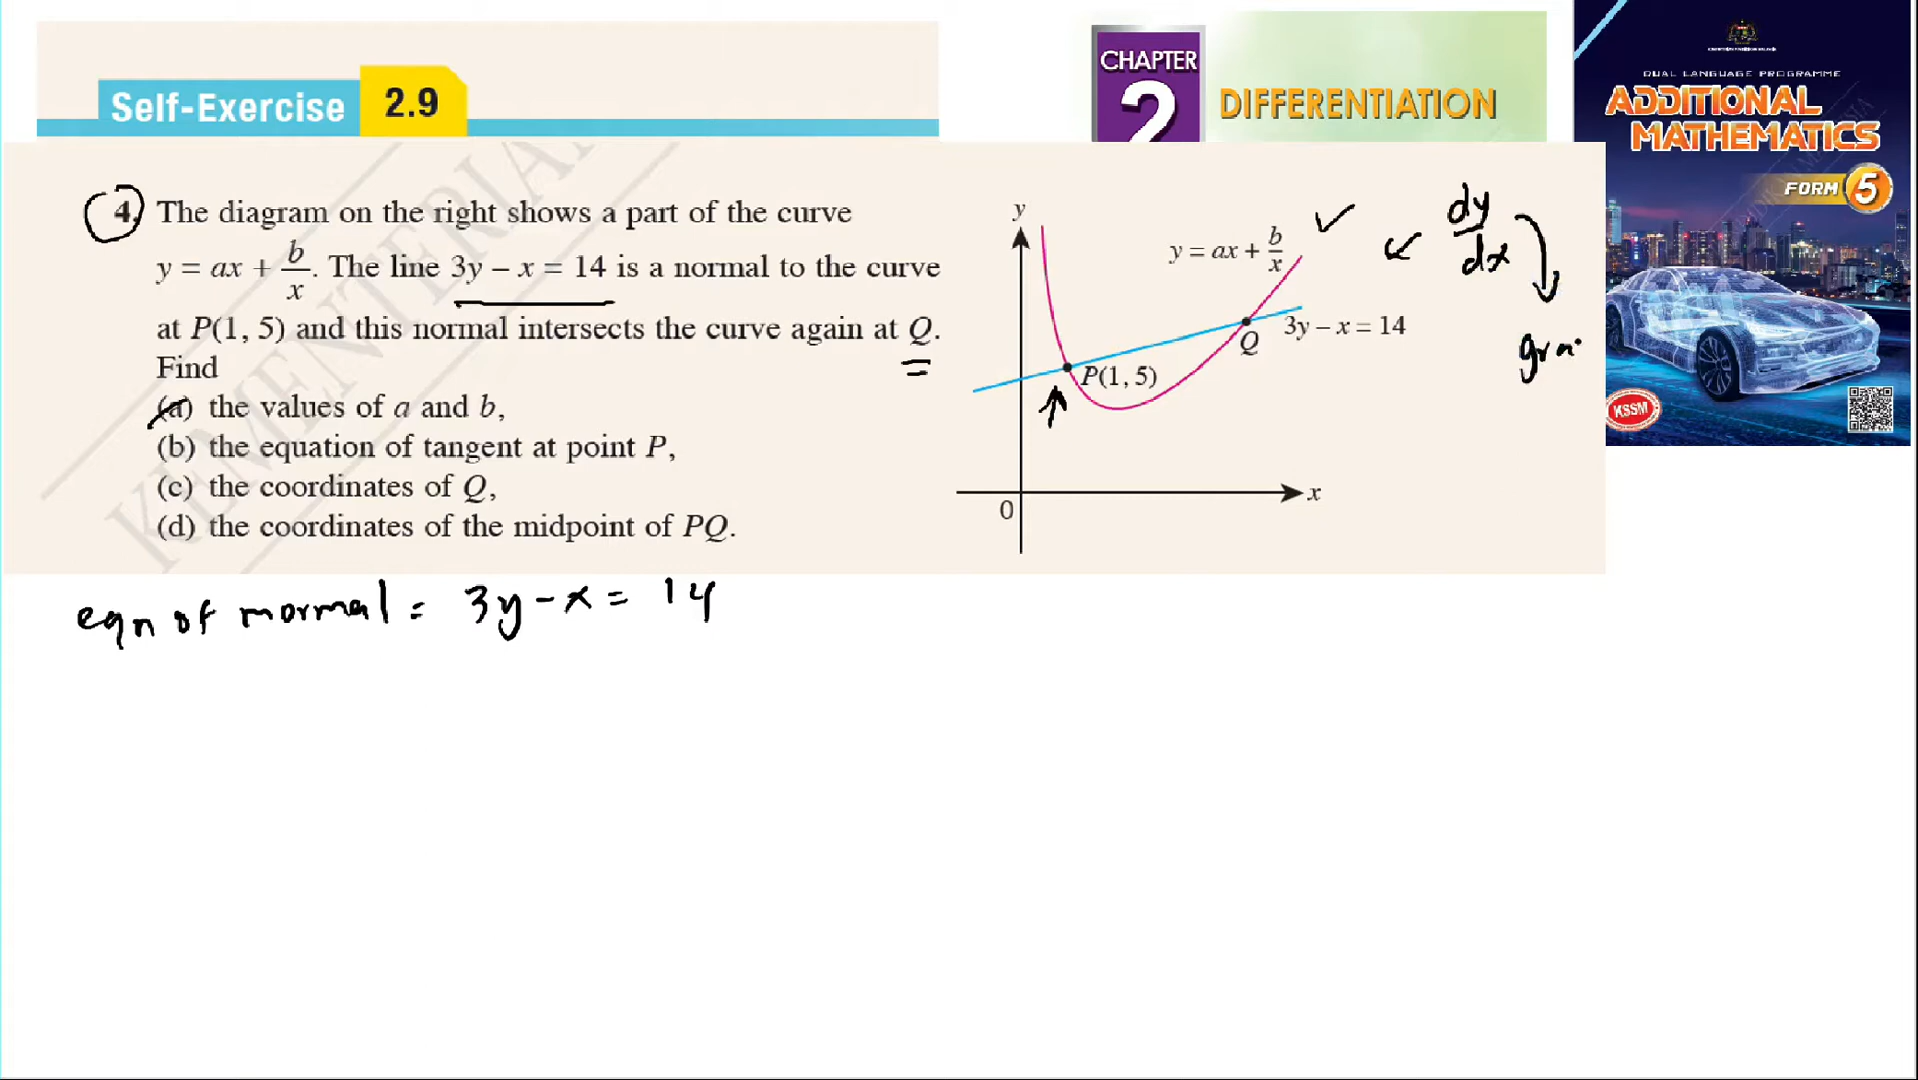 Self-Exercise 2.9
CHAPTER
2
DIFFERENTIATION
DUAL LANGUAGE PROGRAMME
ADDITIONAL
MATHEMATICS
FORM 5
KSSM
4. The diagram on the right shows a part of the curve
y = ax + b/x. The line 3y – x = 14 is a normal to the curve
at P(1, 5) and this normal intersects the curve again at Q.
Find
(a) the values of a and b,
(b) the equation of tangent at point P,
(c) the coordinates of Q,
(d) the coordinates of the midpoint of PQ.
y
y = ax + b/x
3y – x = 14
Q
P(1, 5)
0
x
dy/dx
KEMENTERIA
eqn of normal = 3y - x = 14